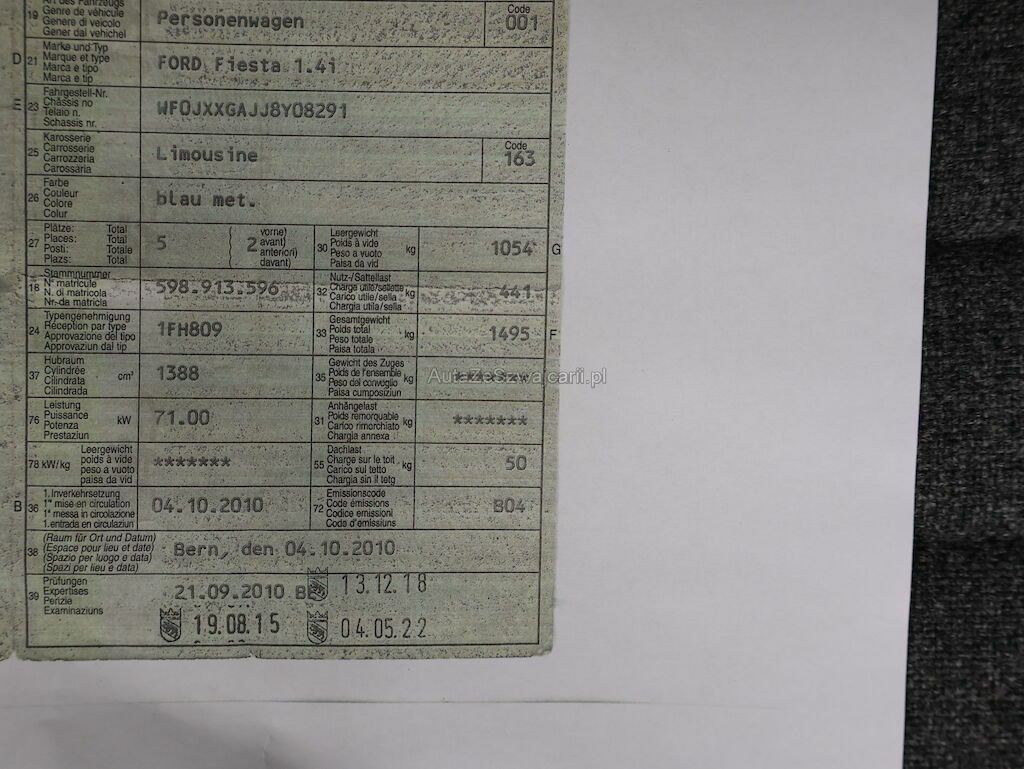 Art des Fahrzeugs
19 Genre de véhicule
Genere di veicolo
Gener dal vehichel
Personenwagen
Code
001
D 21 Marke und Typ
Marque et type
Marca e tipo
Marca e tip
FORD Fiesta 1.4i
E 23 Fahrgestell-Nr.
Châssis no
Telaio n.
Schassis nr.
WF0JXXGAJJ8Y08291
25 Karosserie
Carrosserie
Carrozzeria
Carossaria
Limousine
Code
163
26 Farbe
Couleur
Colore
Colur
blau met.
27 Plätze: Total
Places: Total
Posti: Totale
Plazs: Total
5
2
vorne)
avant)
anteriori)
davant)
30 Leergewicht
Poids à vide
Peso a vuoto
Paisa da vid
kg
1054 G
18 Stammnummer
N° matricule
N. di matricola
Nr. da matricla
598.913.596
32 Nutz-/Sattellast
Charge utile/sellette
Carico utile/sella
Chargia utila/sella
kg
441
24 Typengenehmigung
Réception par type
Approvazione del tipo
Approvaziun dal tip
1FH809
33 Gesamtgewicht
Poids total
Peso totale
Paisa totala
kg
1495 F
37 Hubraum
Cylindrée
Cilindrata
Cilindrada
cm³
1388
35 Gewicht des Zuges
Poids de l'ensemble
Peso del convoglio
Paisa cumposiziun
kg
*******
AutazeSzwajcarii.pl
76 Leistung
Puissance
Potenza
Prestaziun
kW
71.00
31 Anhängelast
Poids remorquable
Carico rimorchiato
Chargia annexa
kg
*******
78 kW/kg
Leergewicht
poids à vide
peso a vuoto
paisa da vid
*******
55 Dachlast
Charge sur le toit
Carico sul tetto
Chargia sin il tetg
kg
50
B 36 1. Inverkehrsetzung
1re mise en circulation
1a messa in circolazione
1. entrada en circulaziun
04.10.2010
72 Emissionscode
Code émissions
Codice emissioni
Code d'emissiuns
B04
38 (Raum für Ort und Datum)
(Espace pour lieu et date)
(Spazio per luogo e data)
(Spazi per lieu e data)
Bern, den 04.10.2010
39 Prüfungen
Expertises
Perizie
Examinaziuns
21.09.2010 BE
13.12.18
19.08.15
04.05.22